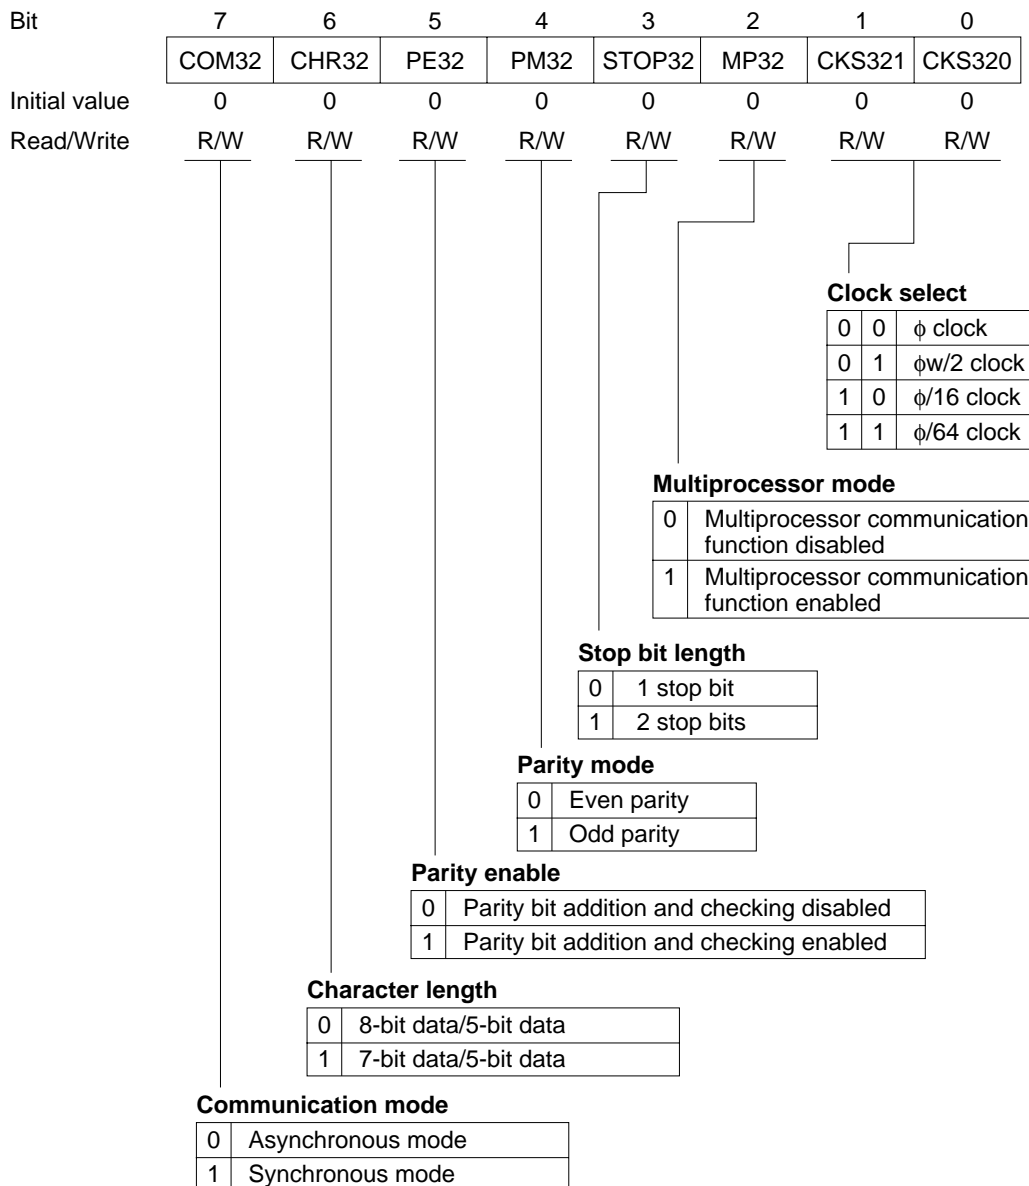 Bit 7 6 5 4 3 2 1 0
COM32 CHR32 PE32 PM32 STOP32 MP32 CKS321 CKS320
Initial value 0 0 0 0 0 0 0 0
Read/Write R/W R/W R/W R/W R/W R/W R/W R/W
Clock select
0 0 ϕ clock
0 1 ϕw/2 clock
1 0 ϕ/16 clock
1 1 ϕ/64 clock
Multiprocessor mode
0 Multiprocessor communication
function disabled
1 Multiprocessor communication
function enabled
Stop bit length
0 1 stop bit
1 2 stop bits
Parity mode
0 Even parity
1 Odd parity
Parity enable
0 Parity bit addition and checking disabled
1 Parity bit addition and checking enabled
Character length
0 8-bit data/5-bit data
1 7-bit data/5-bit data
Communication mode
0 Asynchronous mode
1 Synchronous mode